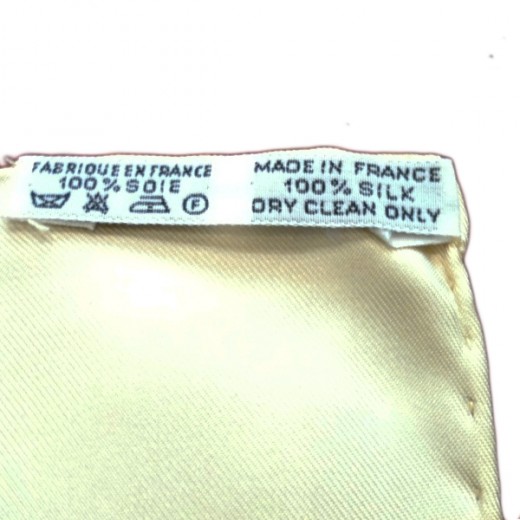 FABRIQUE EN FRANCE
100% SOIE
F
MADE IN FRANCE
100% SILK
DRY CLEAN ONLY